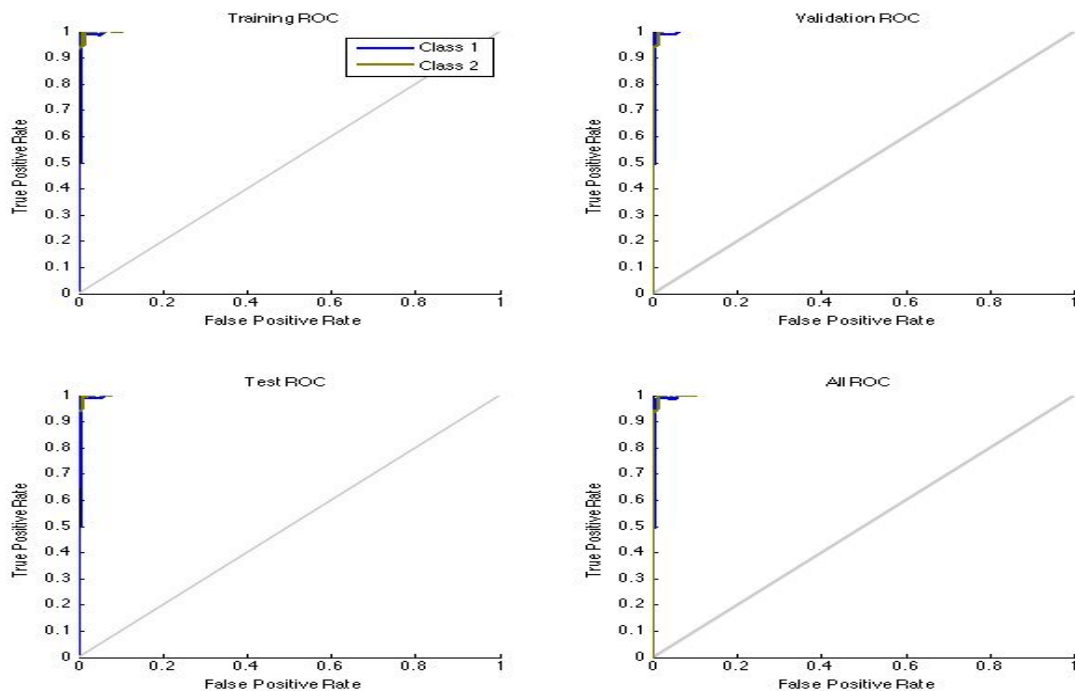 Training ROC
Class 1
Class 2
True Positive Rate
1
0.9
0.8
0.7
0.6
0.5
0.4
0.3
0.2
0.1
0
0 0.2 0.4 0.6 0.8 1
False Positive Rate
Validation ROC
True Positive Rate
1
0.9
0.8
0.7
0.6
0.5
0.4
0.3
0.2
0.1
0
0 0.2 0.4 0.6 0.8 1
False Positive Rate
Test ROC
True Positive Rate
1
0.9
0.8
0.7
0.6
0.5
0.4
0.3
0.2
0.1
0
0 0.2 0.4 0.6 0.8 1
False Positive Rate
All ROC
True Positive Rate
1
0.9
0.8
0.7
0.6
0.5
0.4
0.3
0.2
0.1
0
0 0.2 0.4 0.6 0.8 1
False Positive Rate